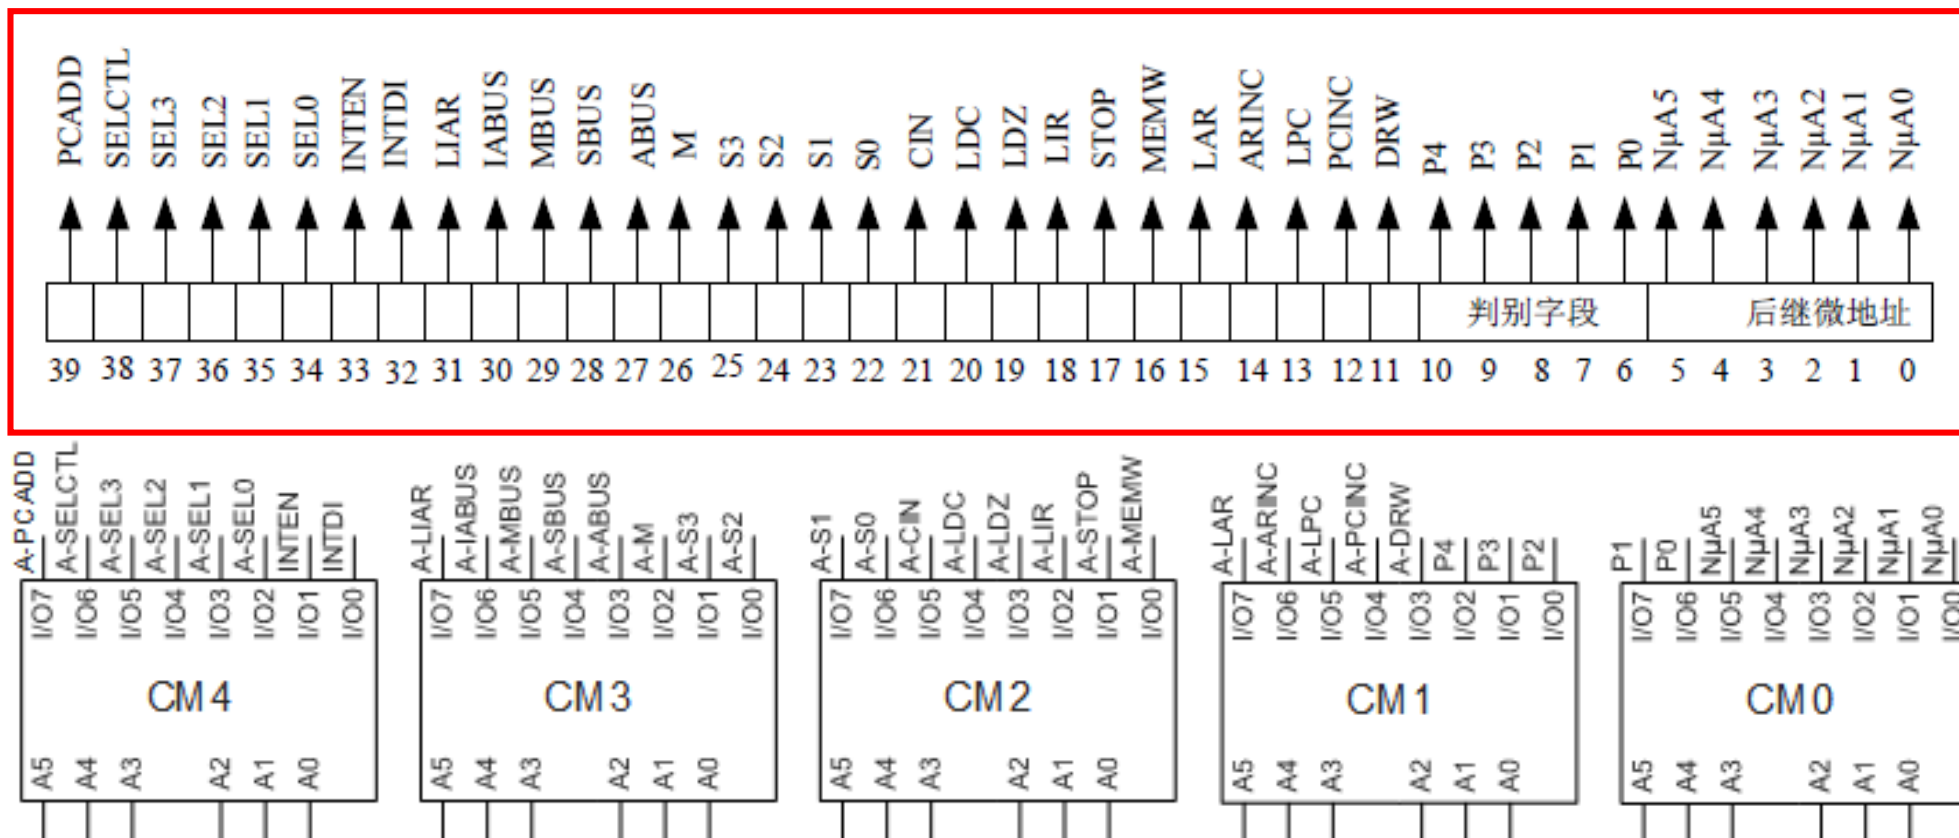 PCADD SELCTL SEL3 SEL2 SEL1 SEL0 INTEN INTDI LIAR IABUS MBUS SBUS ABUS M S3 S2 S1 S0 CIN LDC LDZ LIR STOP MEMW LAR ARINC LPC PCINC DRW P4 P3 P2 P1 P0 NμA5 NμA4 NμA3 NμA2 NμA1 NμA0
判别字段 后继微地址
39 38 37 36 35 34 33 32 31 30 29 28 27 26 25 24 23 22 21 20 19 18 17 16 15 14 13 12 11 10 9 8 7 6 5 4 3 2 1 0
A-PCADD A-SELCTL A-SEL3 A-SEL2 A-SEL1 A-SEL0 INTEN INTDI
I/O7 I/O6 I/O5 I/O4 I/O3 I/O2 I/O1 I/O0
CM4
A5 A4 A3 A2 A1 A0
A-LIAR A-IABUS A-MBUS A-SBUS A-ABUS A-M A-S3 A-S2
I/O7 I/O6 I/O5 I/O4 I/O3 I/O2 I/O1 I/O0
CM3
A5 A4 A3 A2 A1 A0
A-S1 A-S0 A-CIN A-LDC A-LDZ A-LIR A-STOP A-MEMW
I/O7 I/O6 I/O5 I/O4 I/O3 I/O2 I/O1 I/O0
CM2
A5 A4 A3 A2 A1 A0
A-LAR A-ARINC A-LPC A-PCINC A-DRW P4 P3 P2
I/O7 I/O6 I/O5 I/O4 I/O3 I/O2 I/O1 I/O0
CM1
A5 A4 A3 A2 A1 A0
P1 P0 NμA5 NμA4 NμA3 NμA2 NμA1 NμA0
I/O7 I/O6 I/O5 I/O4 I/O3 I/O2 I/O1 I/O0
CM0
A5 A4 A3 A2 A1 A0